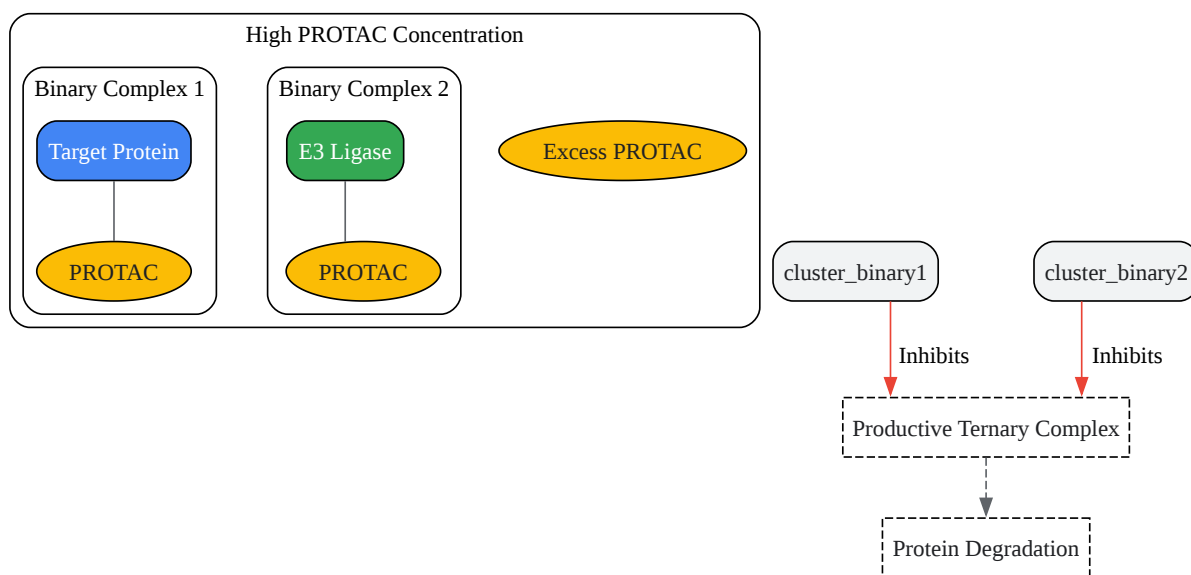 High PROTAC Concentration
Binary Complex 1
Binary Complex 2
Target Protein
E3 Ligase
Excess PROTAC
PROTAC
PROTAC
cluster_binary1
cluster_binary2
Inhibits
Inhibits
Productive Ternary Complex
Protein Degradation